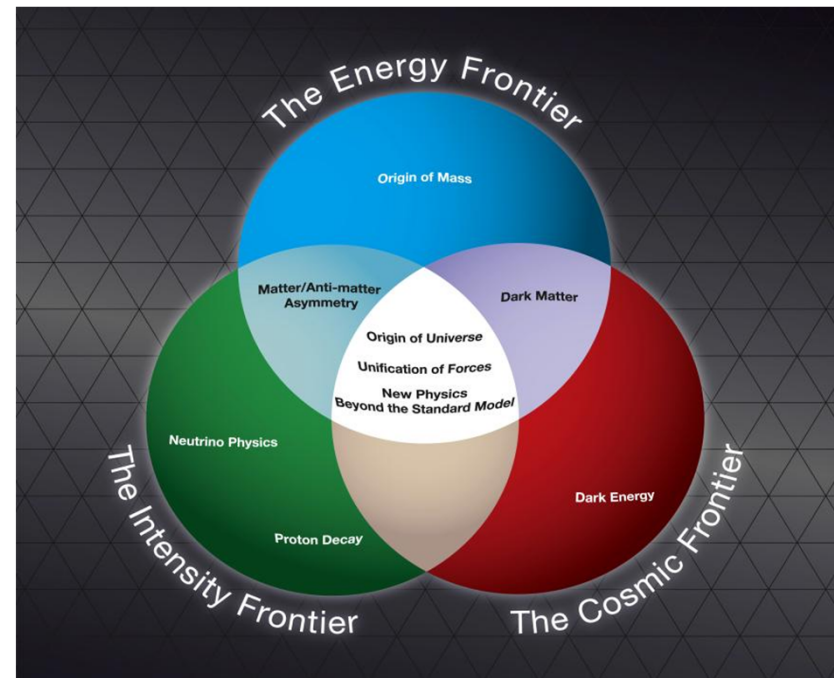 The Energy Frontier
Origin of Mass
Matter/Anti-matter
Asymmetry
Dark Matter
Origin of Universe
Unification of Forces
New Physics
Beyond the Standard Model
Neutrino Physics
Proton Decay
Dark Energy
The Intensity Frontier
The Cosmic Frontier